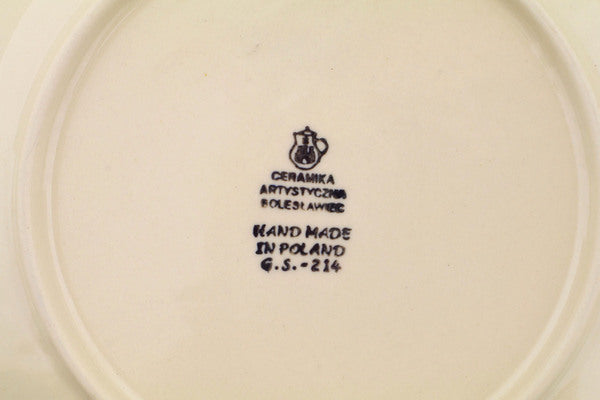 CERAMIKA
ARTYSTYCZNA
BOLESŁAWIEC
HAND MADE
IN POLAND
G.S.-214